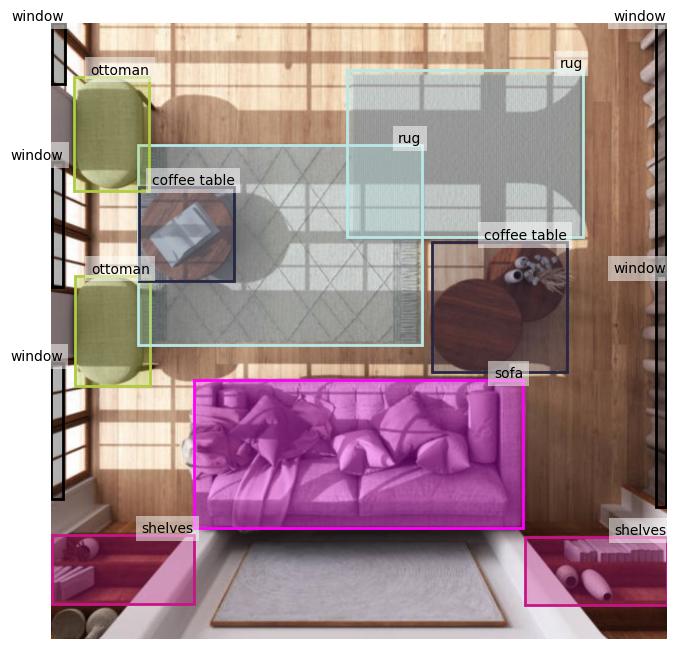 window
window
rug
ottoman
rug
window
coffee table
coffee table
ottoman
window
window
sofa
shelves
shelves